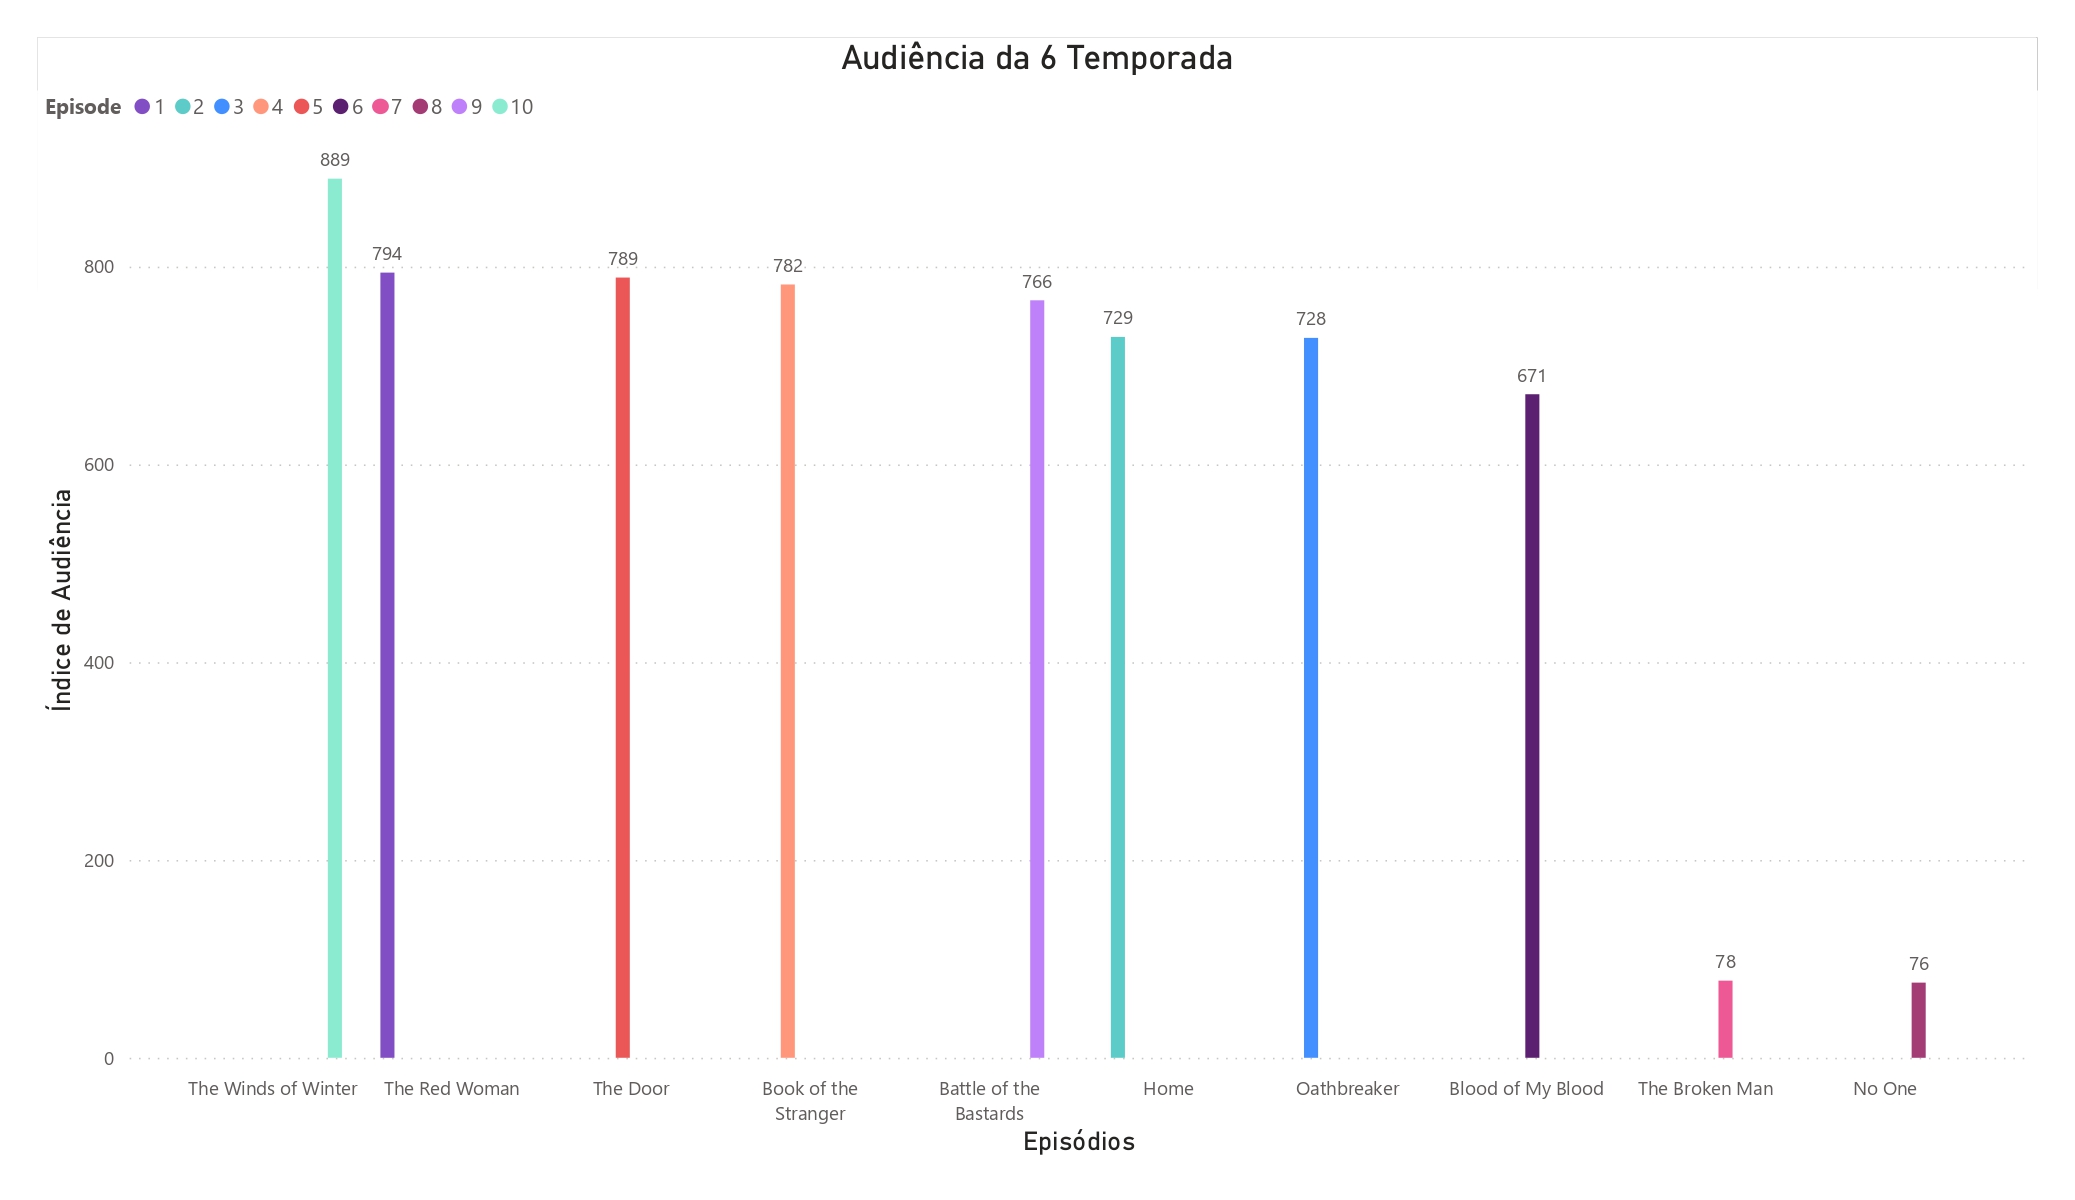 Audiência da 6 Temporada
Episode 1 2 3 4 5 6 7 8 9 10
889
794
789
782
766
729
728
671
78
76
800
600
400
200
0
Índice de Audiência
The Winds of Winter
The Red Woman
The Door
Book of the
Stranger
Battle of the
Bastards
Home
Oathbreaker
Blood of My Blood
The Broken Man
No One
Episódios